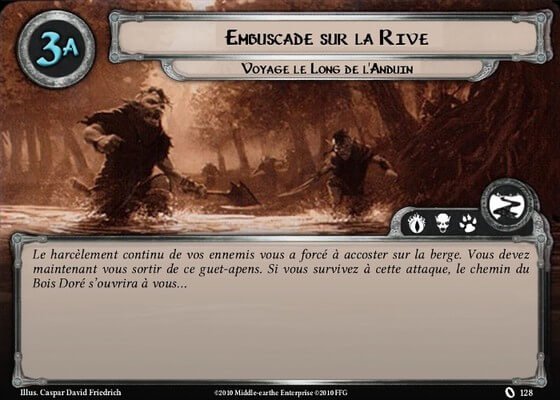 3A
Embuscade sur la Rive
Voyage le Long de l'Anduin
Le harcèlement continu de vos ennemis vous a forcé à accoster sur la berge. Vous devez
maintenant vous sortir de ce guet-apens. Si vous survivez à cette attaque, le chemin du
Bois Doré s'ouvrira à vous...
Illus. Caspar David Friedrich
©2010 Middle-earthe Enterprise ©2010 FFG
128